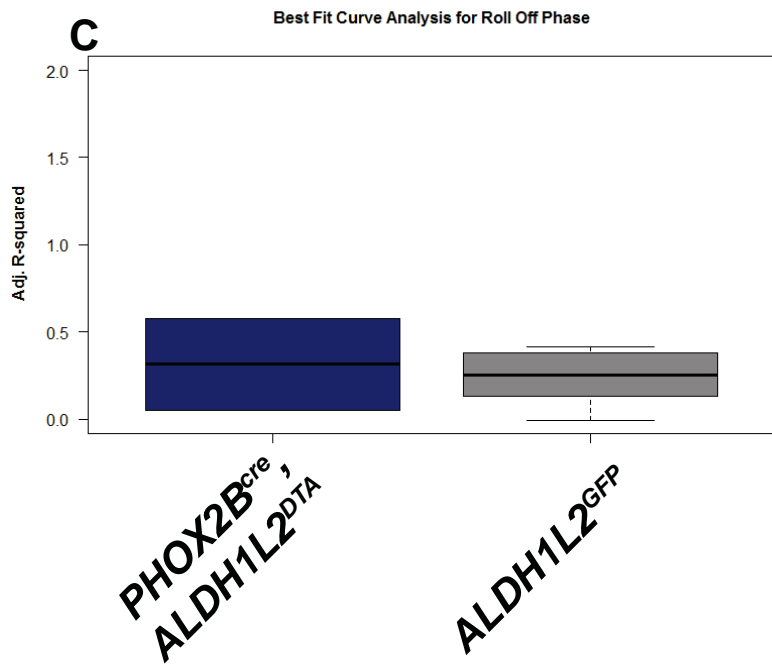 Best Fit Curve Analysis for Roll Off Phase
C
Adj. R-squared
2.0
1.5
1.0
0.5
0.0
PHOX2Bcre,
ALDH1L2DTA
ALDH1L2GFP